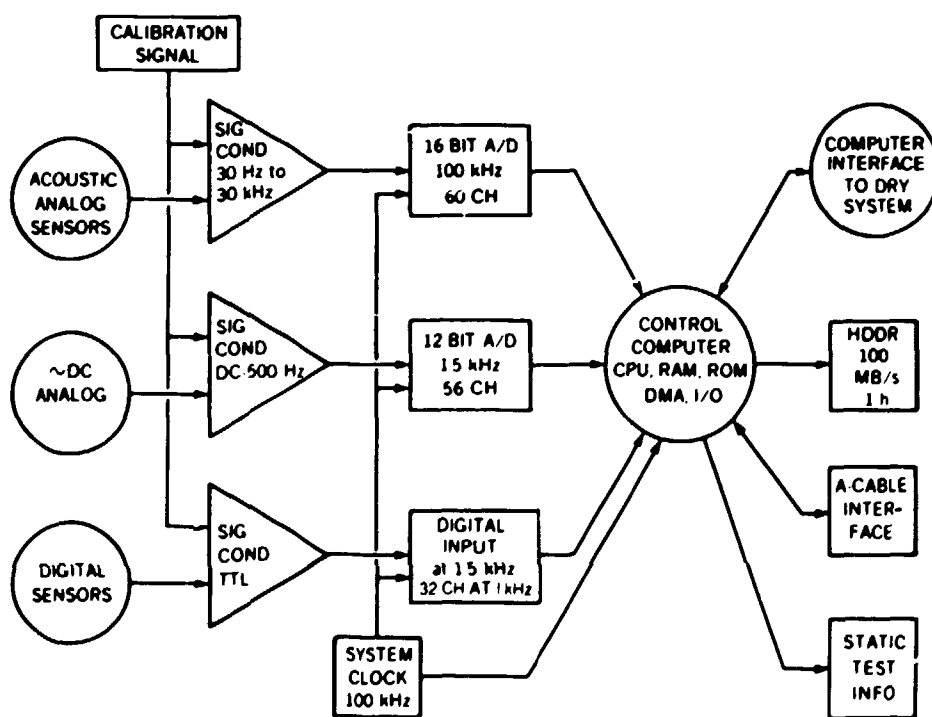 CALIBRATION
SIGNAL
ACOUSTIC
ANALOG
SENSORS
SIG
COND
30 Hz to
30 kHz
16 BIT A/D
100 kHz
60 CH
COMPUTER
INTERFACE
TO DRY
SYSTEM
~DC
ANALOG
SIG
COND
DC-500 Hz
12 BIT A/D
1.5 kHz
56 CH
CONTROL
COMPUTER
CPU, RAM, ROM
DMA, I/O
HDDR
100
MB/s
1 h
DIGITAL
SENSORS
SIG
COND
TTL
DIGITAL
INPUT
at 1.5 kHz
32 CH AT 1 kHz
A-CABLE
INTER-
FACE
SYSTEM
CLOCK
100 kHz
STATIC
TEST
INFO